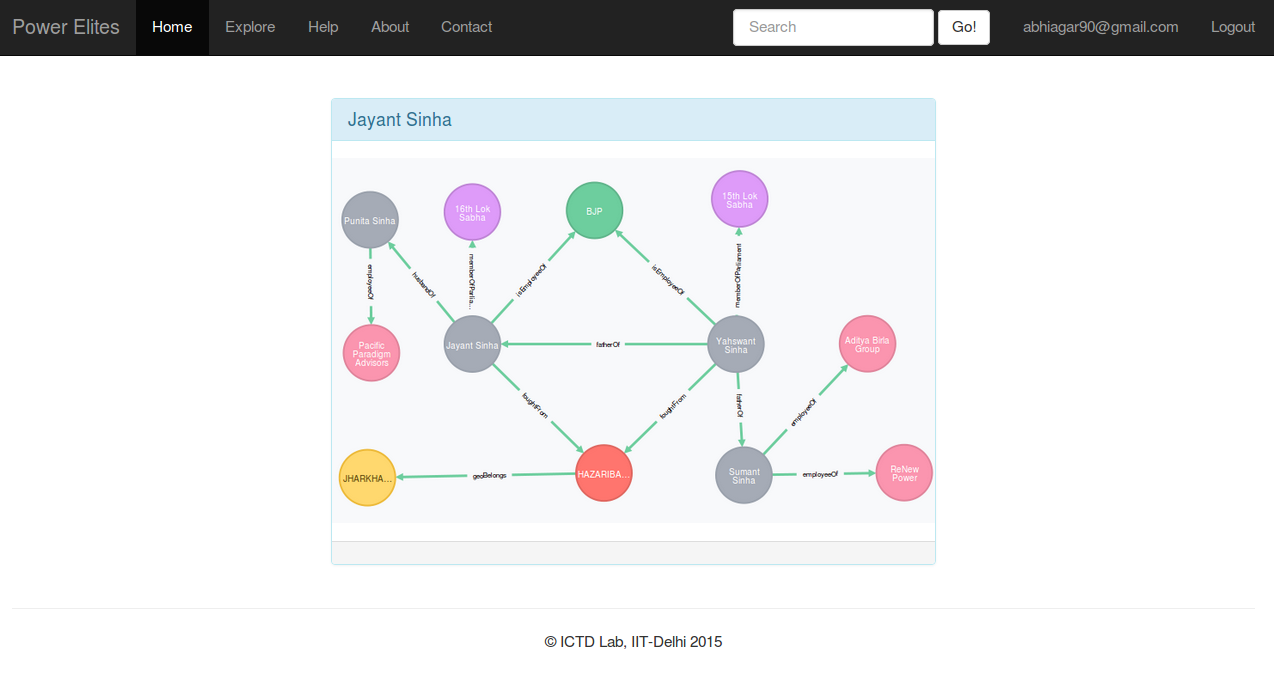 Power Elites
Home
Explore
Help
About
Contact
Search
Go!
abhiagar90@gmail.com
Logout
Jayant Sinha
Punita Sinha
16th Lok
Sabha
BJP
15th Lok
Sabha
employeeOf
husbandOf
memberOfParlia...
isEmployeeOf
isEmployeeOf
memberOfParliament
Pacific
Paradigm
Advisors
Jayant Sinha
fatherOf
Yahswant
Sinha
Aditya Birla
Group
foughtFrom
foughtFrom
fatherOf
employeeOf
JHARKHA...
geoBelongs
HAZARIBA...
Sumant
Sinha
employeeOf
ReNew
Power
© ICTD Lab, IIT-Delhi 2015